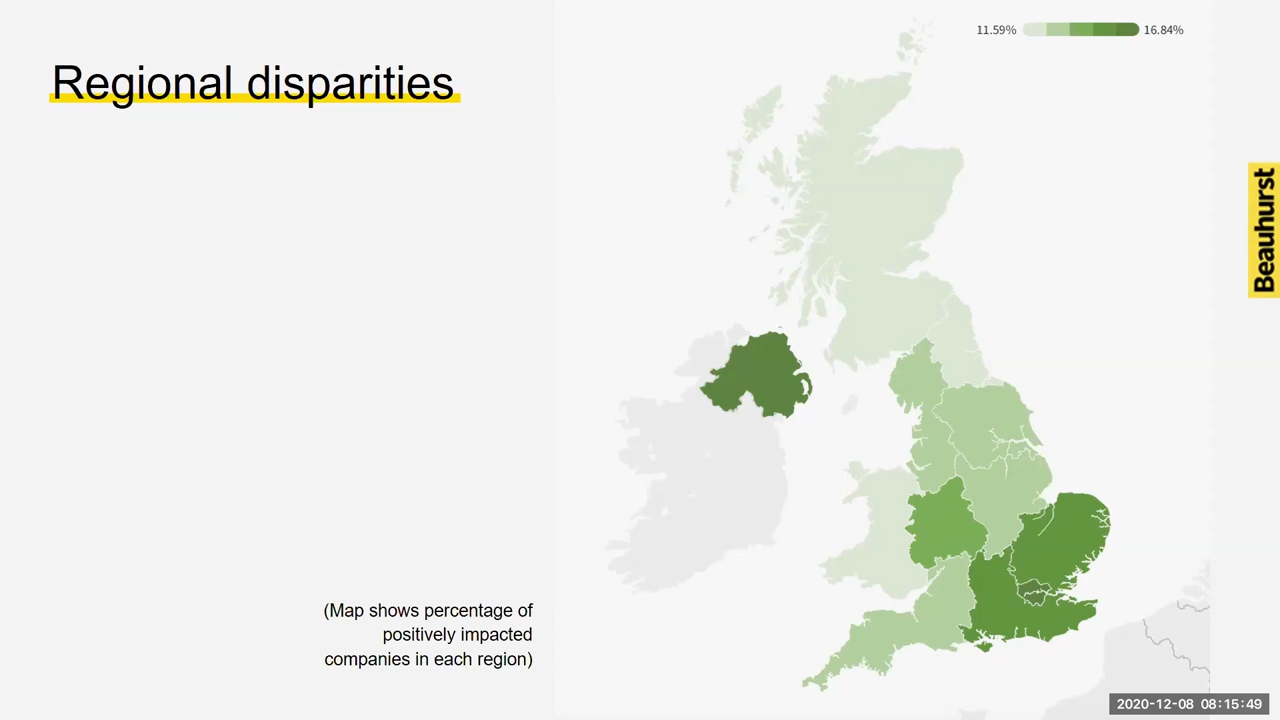 Regional disparities
11.59%
16.84%
Beauhurst
(Map shows percentage of
positively impacted
companies in each region)
2020-12-08 08:15:49